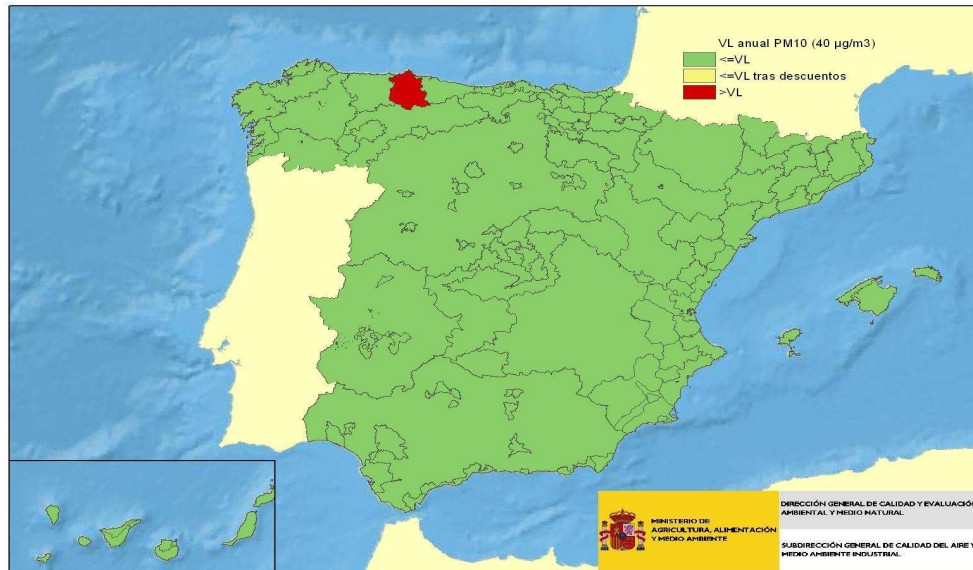 VL anual PM10 (40 µg/m3)
<=VL
<=VL tras descuentos
>VL
MINISTERIO DE
AGRICULTURA, ALIMENTACIÓN
Y MEDIO AMBIENTE
DIRECCIÓN GENERAL DE CALIDAD Y EVALUACIÓ
AMBIENTAL Y MEDIO NATURAL
SUBDIRECCIÓN GENERAL DE CALIDAD DEL AIRE Y
MEDIO AMBIENTE INDUSTRIAL